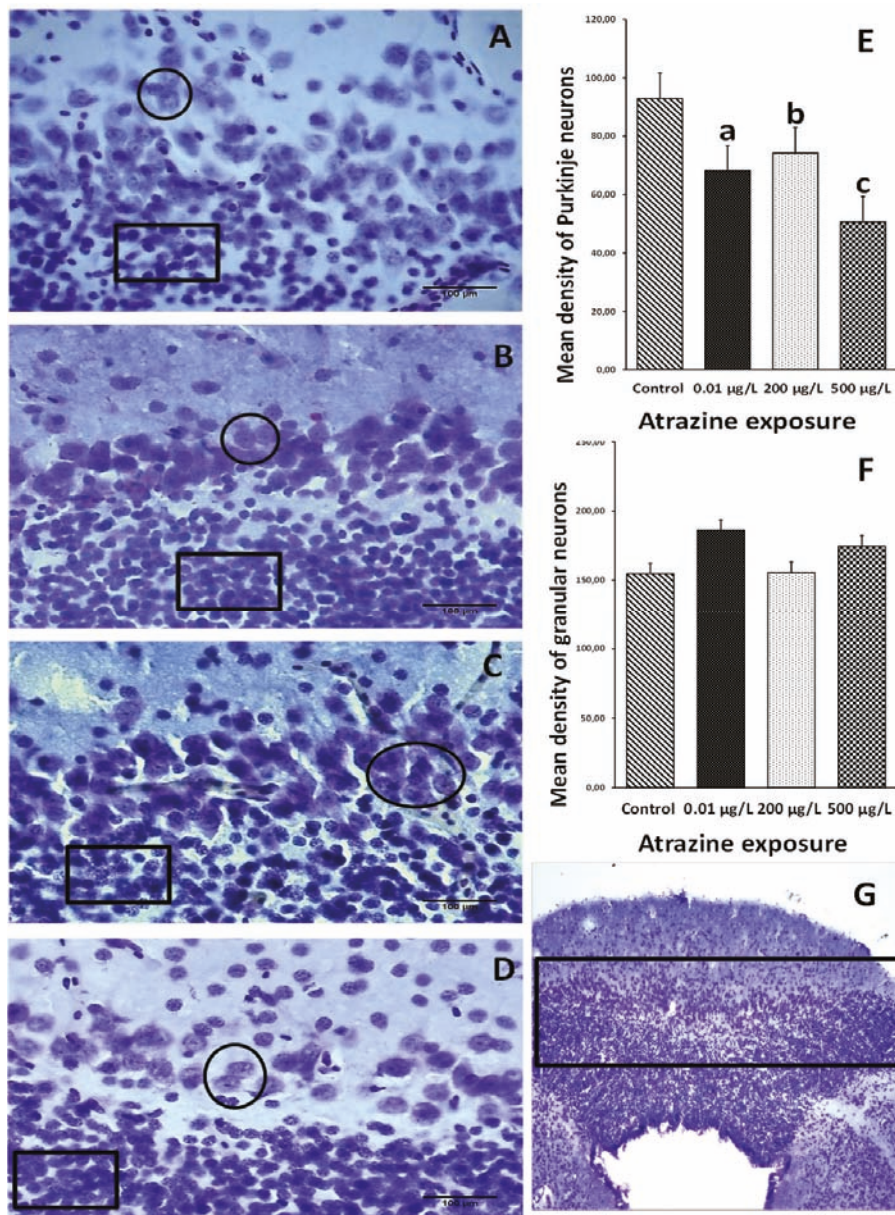 A
100 µm
B
100 µm
C
100 µm
D
100 µm
E
Mean density of Purkinje neurons
120,00
100,00
80,00
60,00
40,00
20,00
0,00
a
b
c
Control 0.01 µg/L 200 µg/L 500 µg/L
Atrazine exposure
F
Mean density of granular neurons
250,00
200,00
150,00
100,00
50,00
0,00
Control 0.01 µg/L 200 µg/L 500 µg/L
Atrazine exposure
G